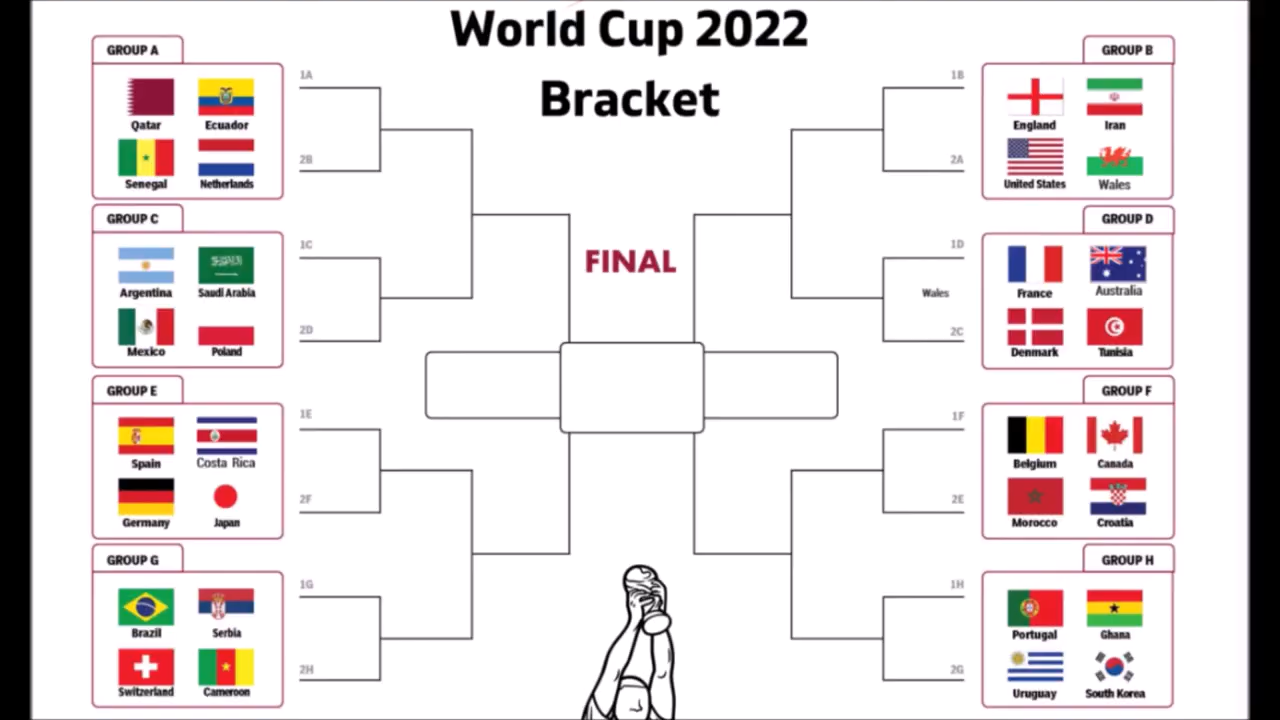 World Cup 2022
Bracket
GROUP A
Qatar Ecuador
Senegal Netherlands
1A
2B
GROUP C
Argentina Saudi Arabia
Mexico Poland
1C
2D
GROUP E
Spain Costa Rica
Germany Japan
1E
2F
GROUP G
Brazil Serbia
Switzerland Cameroon
1G
2H
FINAL
GROUP B
1B
England Iran
2A
United States Wales
GROUP D
1D
France Australia
Wales
2C
Denmark Tunisia
GROUP F
1F
Belgium Canada
2E
Morocco Croatia
GROUP H
1H
Portugal Ghana
2G
Uruguay South Korea